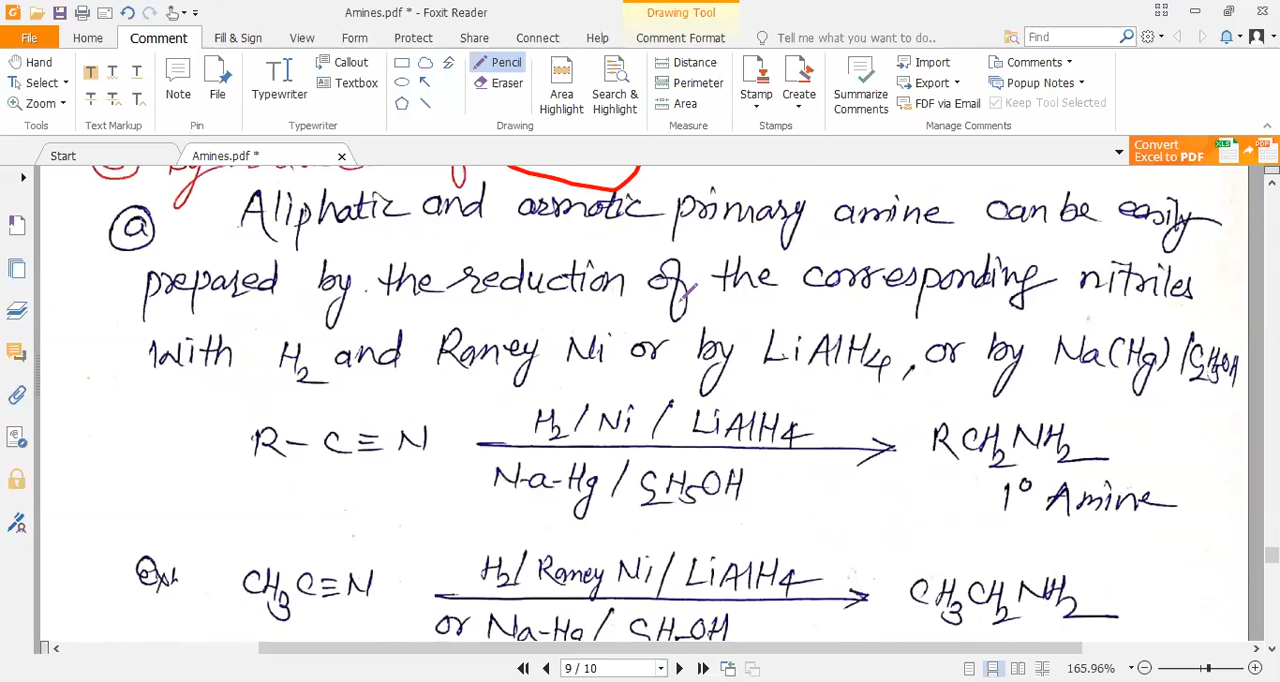 Amines.pdf * - Foxit Reader
Drawing Tool
File Home Comment Fill & Sign View Form Protect Share Connect Help Comment Format Tell me what you want to do.. Find
Hand
Select
Zoom
Tools
T T T
T T T
Text Markup
Note File
Pin
Typewriter Callout
Textbox
Typewriter
Pencil
Eraser
Drawing
Area Highlight
Search & Highlight
Distance
Perimeter
Area
Measure
Stamp Create
Stamps
Summarize Comments
Import
Export
FDF via Email
Comments
Popup Notes
Keep Tool Selected
Manage Comments
Start Amines.pdf *
Convert Excel to PDF
XLS PDF
(a) Aliphatic and aromatic primary amine can be easily
prepared by the reduction of the corresponding nitriles
with H2 and Raney Ni or by LiAlH4, or by Na(Hg)/C2H5OH
R-C≡N H2/Ni/LiAlH4 RCH2NH2
Na-Hg/C2H5OH
1° Amine
CH3C≡N H2/Raney Ni/LiAlH4 CH3CH2NH2
or Na-Hg/
9 / 10
165.96%